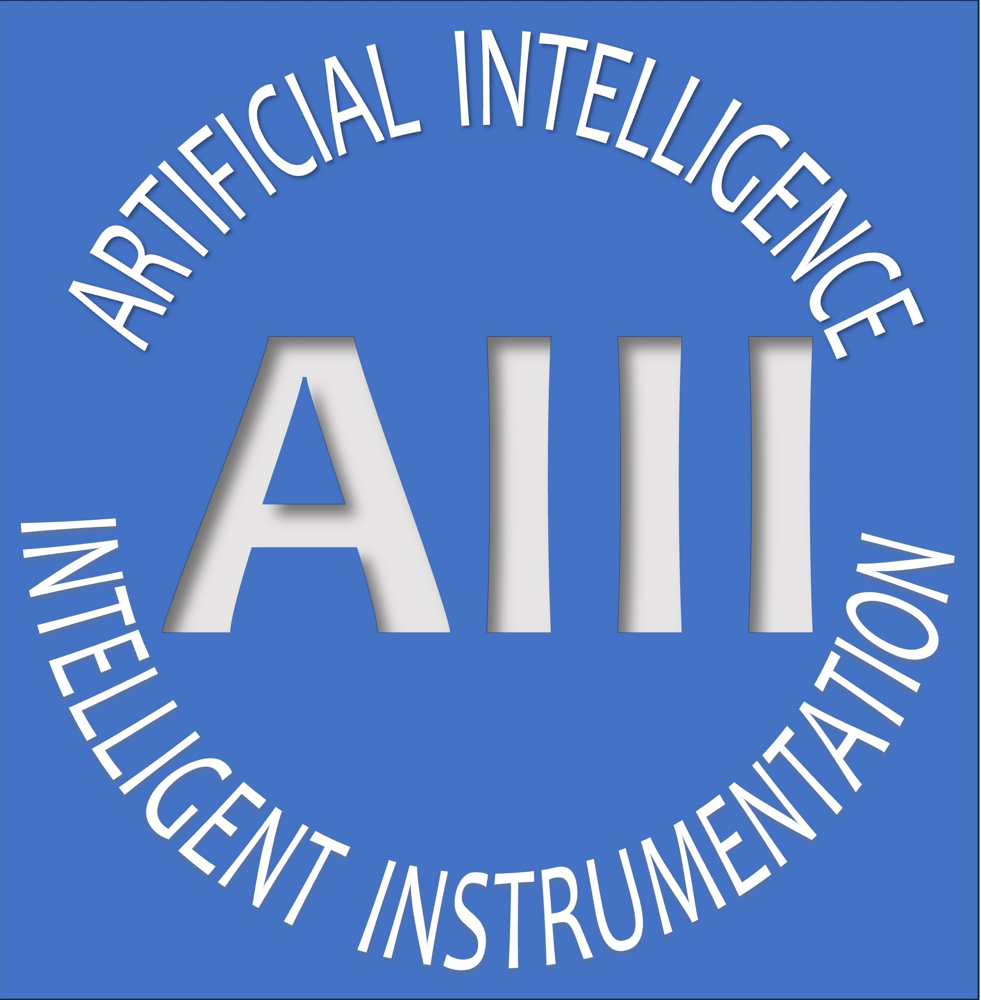 ARTIFICIAL INTELLIGENCE
AIII
INTELLIGENT INSTRUMENTATION